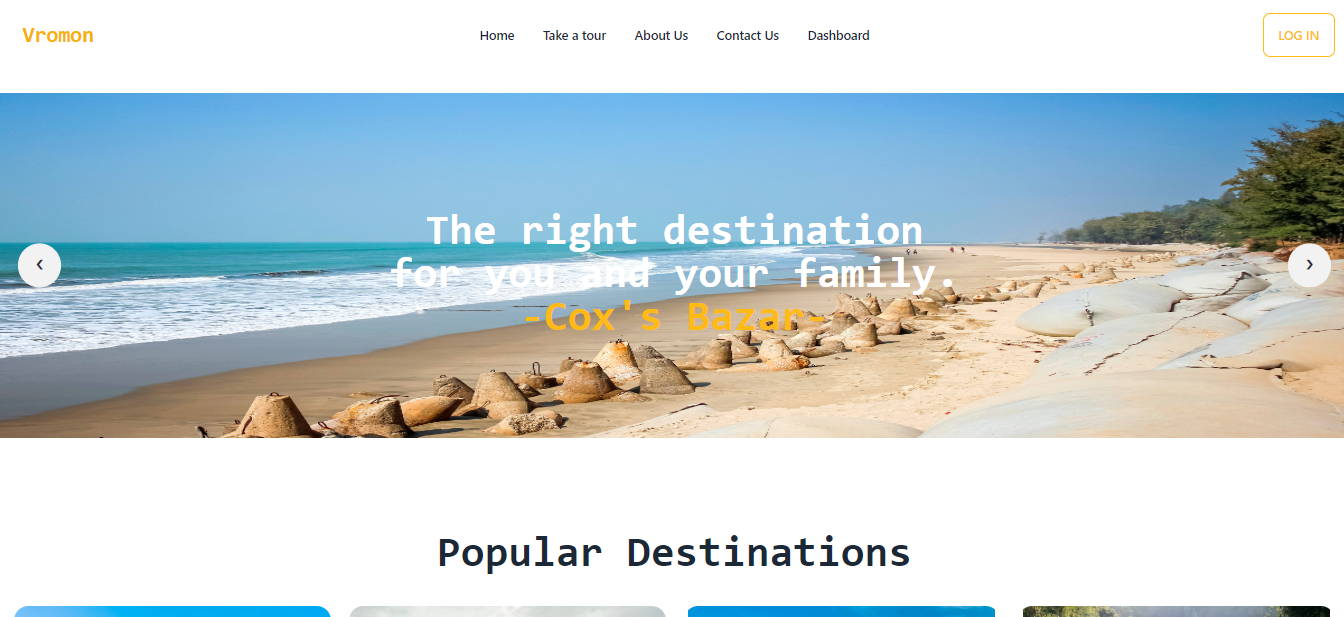 Vromon
Home Take a tour About Us Contact Us Dashboard
LOG IN
The right destination
for you and your family.
-Cox's Bazar-
Popular Destinations